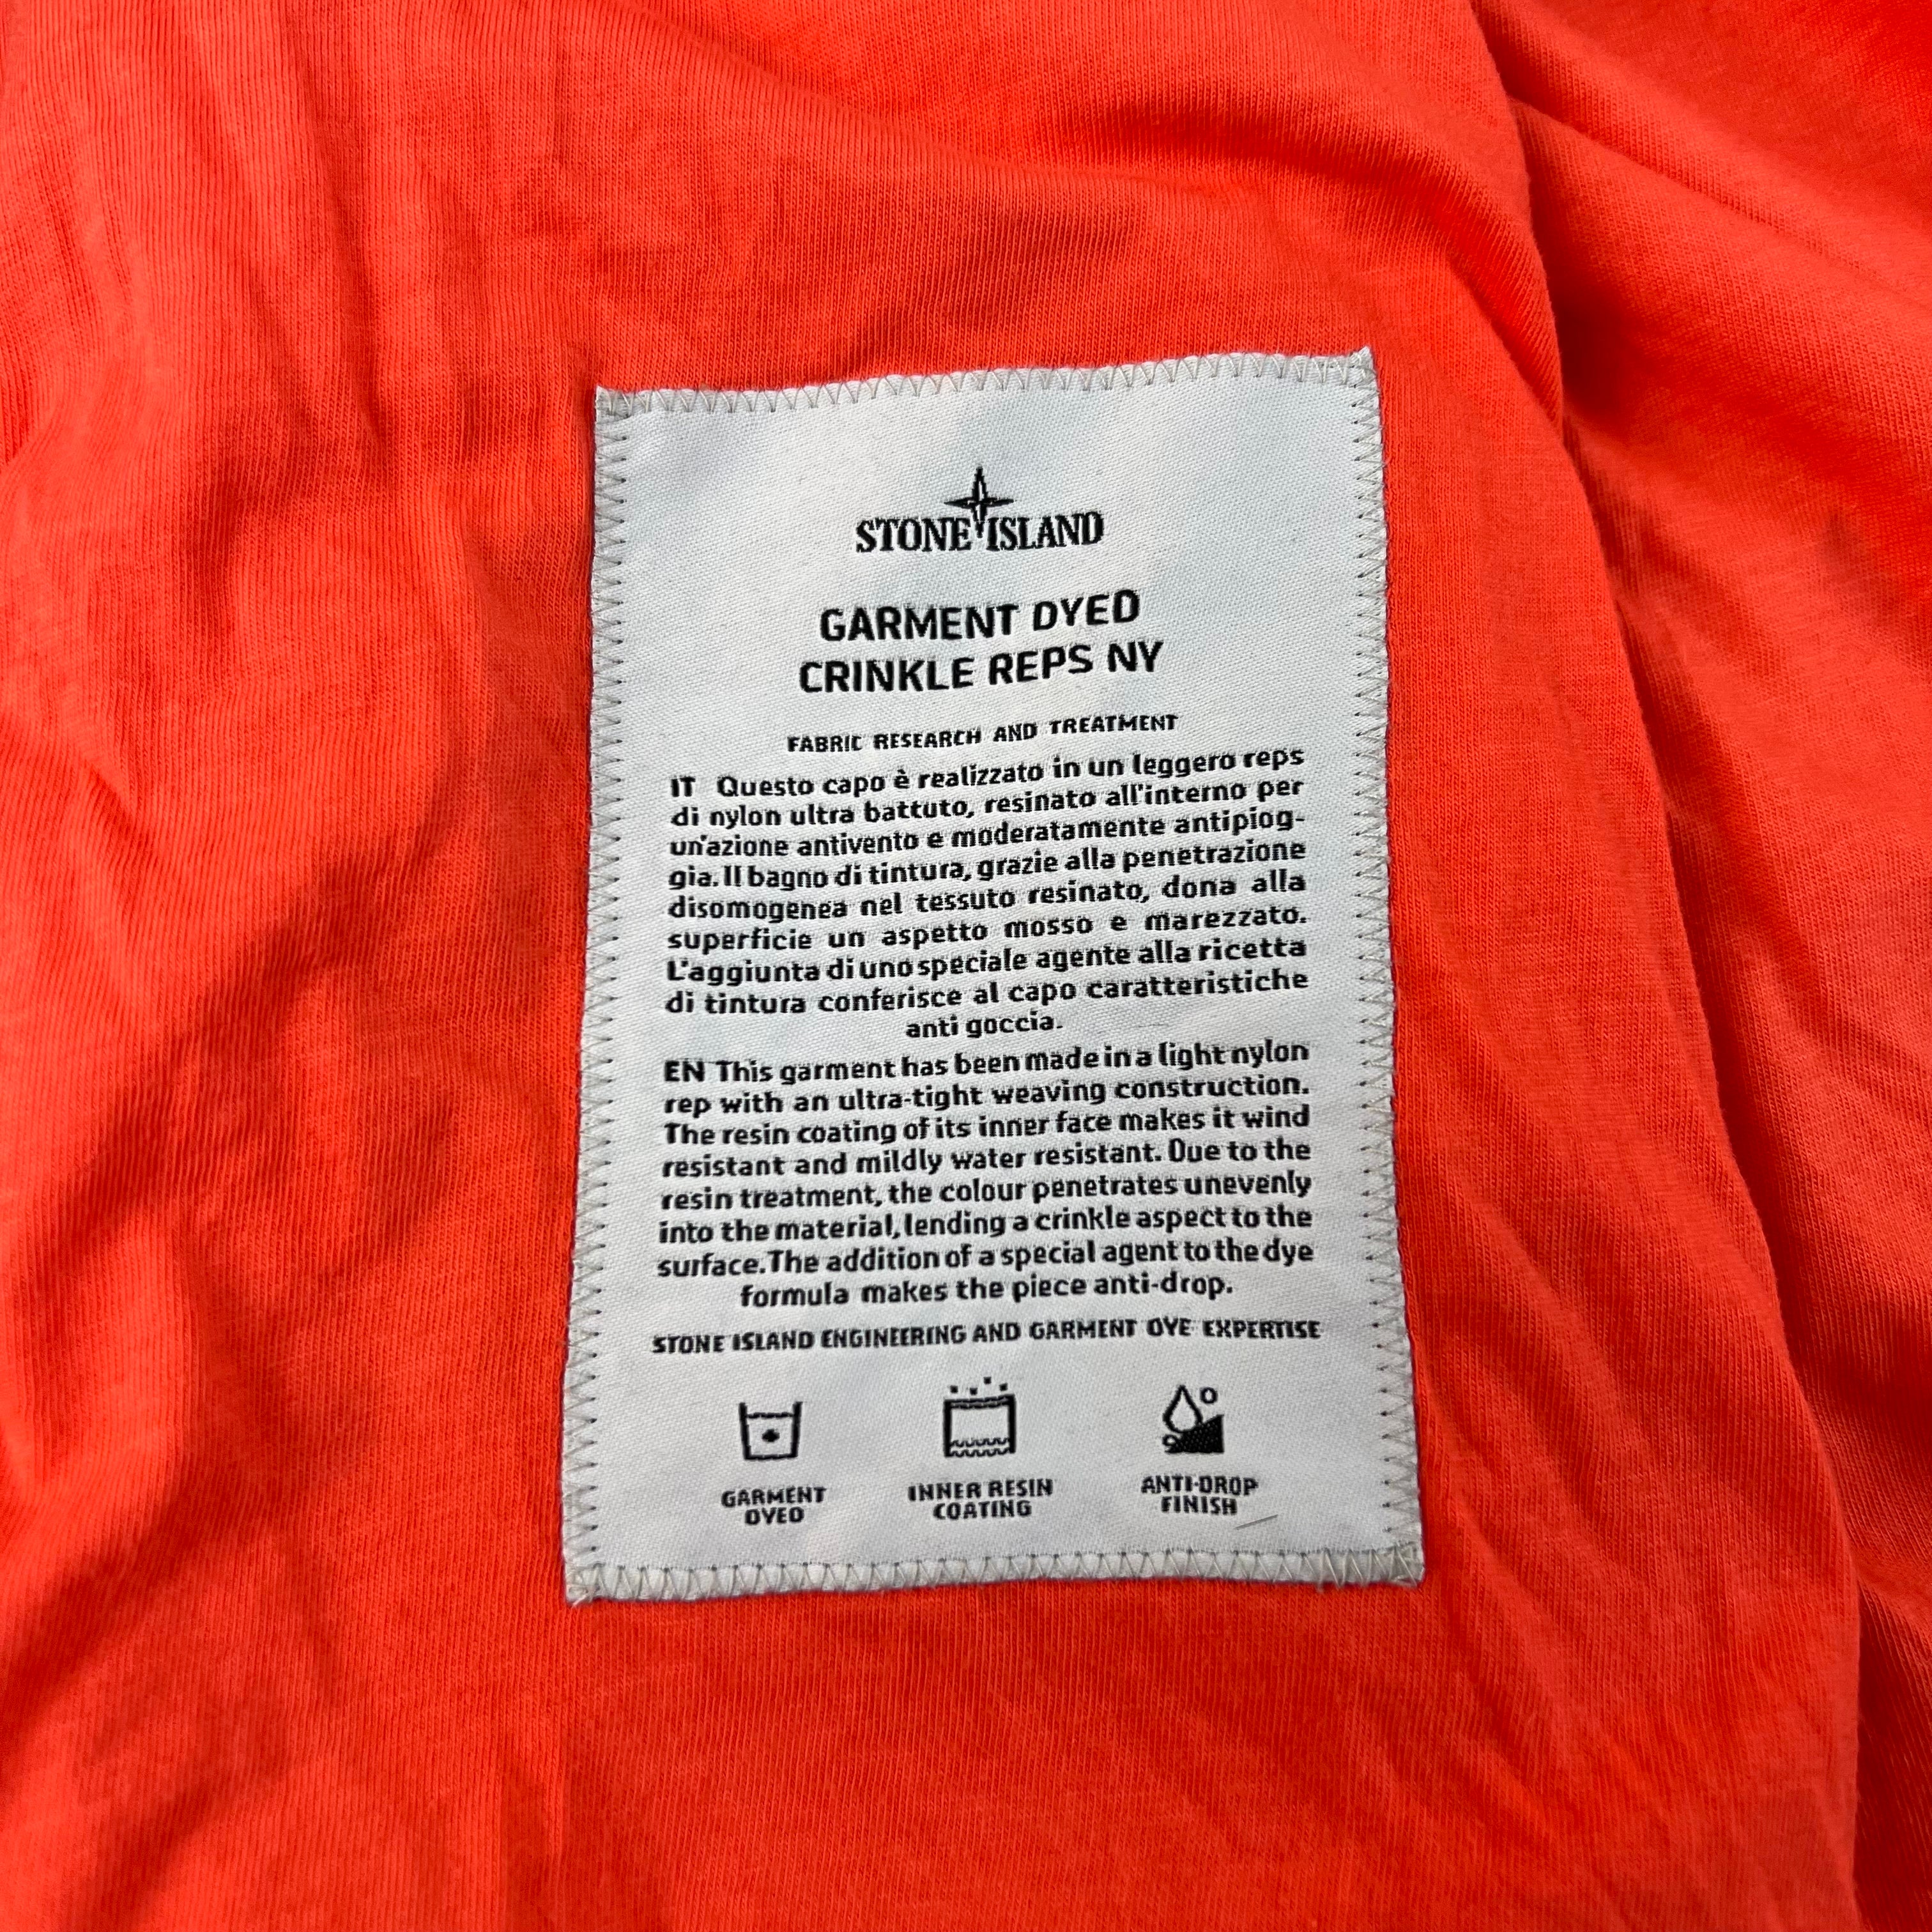 STONE ISLAND
GARMENT DYED
CRINKLE REPS NY
FABRIC RESEARCH AND TREATMENT
IT Questo capo è realizzato in un leggero reps
di nylon ultra battuto, resinato all'interno per
un'azione antivento e moderatamente antipiog-
gia. Il bagno di tintura, grazie alla penetrazione
disomogenea nel tessuto resinato, dona alla
superficie un aspetto mosso e marezzato.
L'aggiunta di uno speciale agente alla ricetta
di tintura conferisce al capo caratteristiche
anti goccia.
EN This garment has been made in a light nylon
rep with an ultra-tight weaving construction.
The resin coating of its inner face makes it wind
resistant and mildly water resistant. Due to the
resin treatment, the colour penetrates unevenly
into the material, lending a crinkle aspect to the
surface. The addition of a special agent to the dye
formula makes the piece anti-drop.
STONE ISLAND ENGINEERING AND GARMENT DYE EXPERTISE
GARMENT
DYED
INNER RESIN
COATING
ANTI-DROP
FINISH